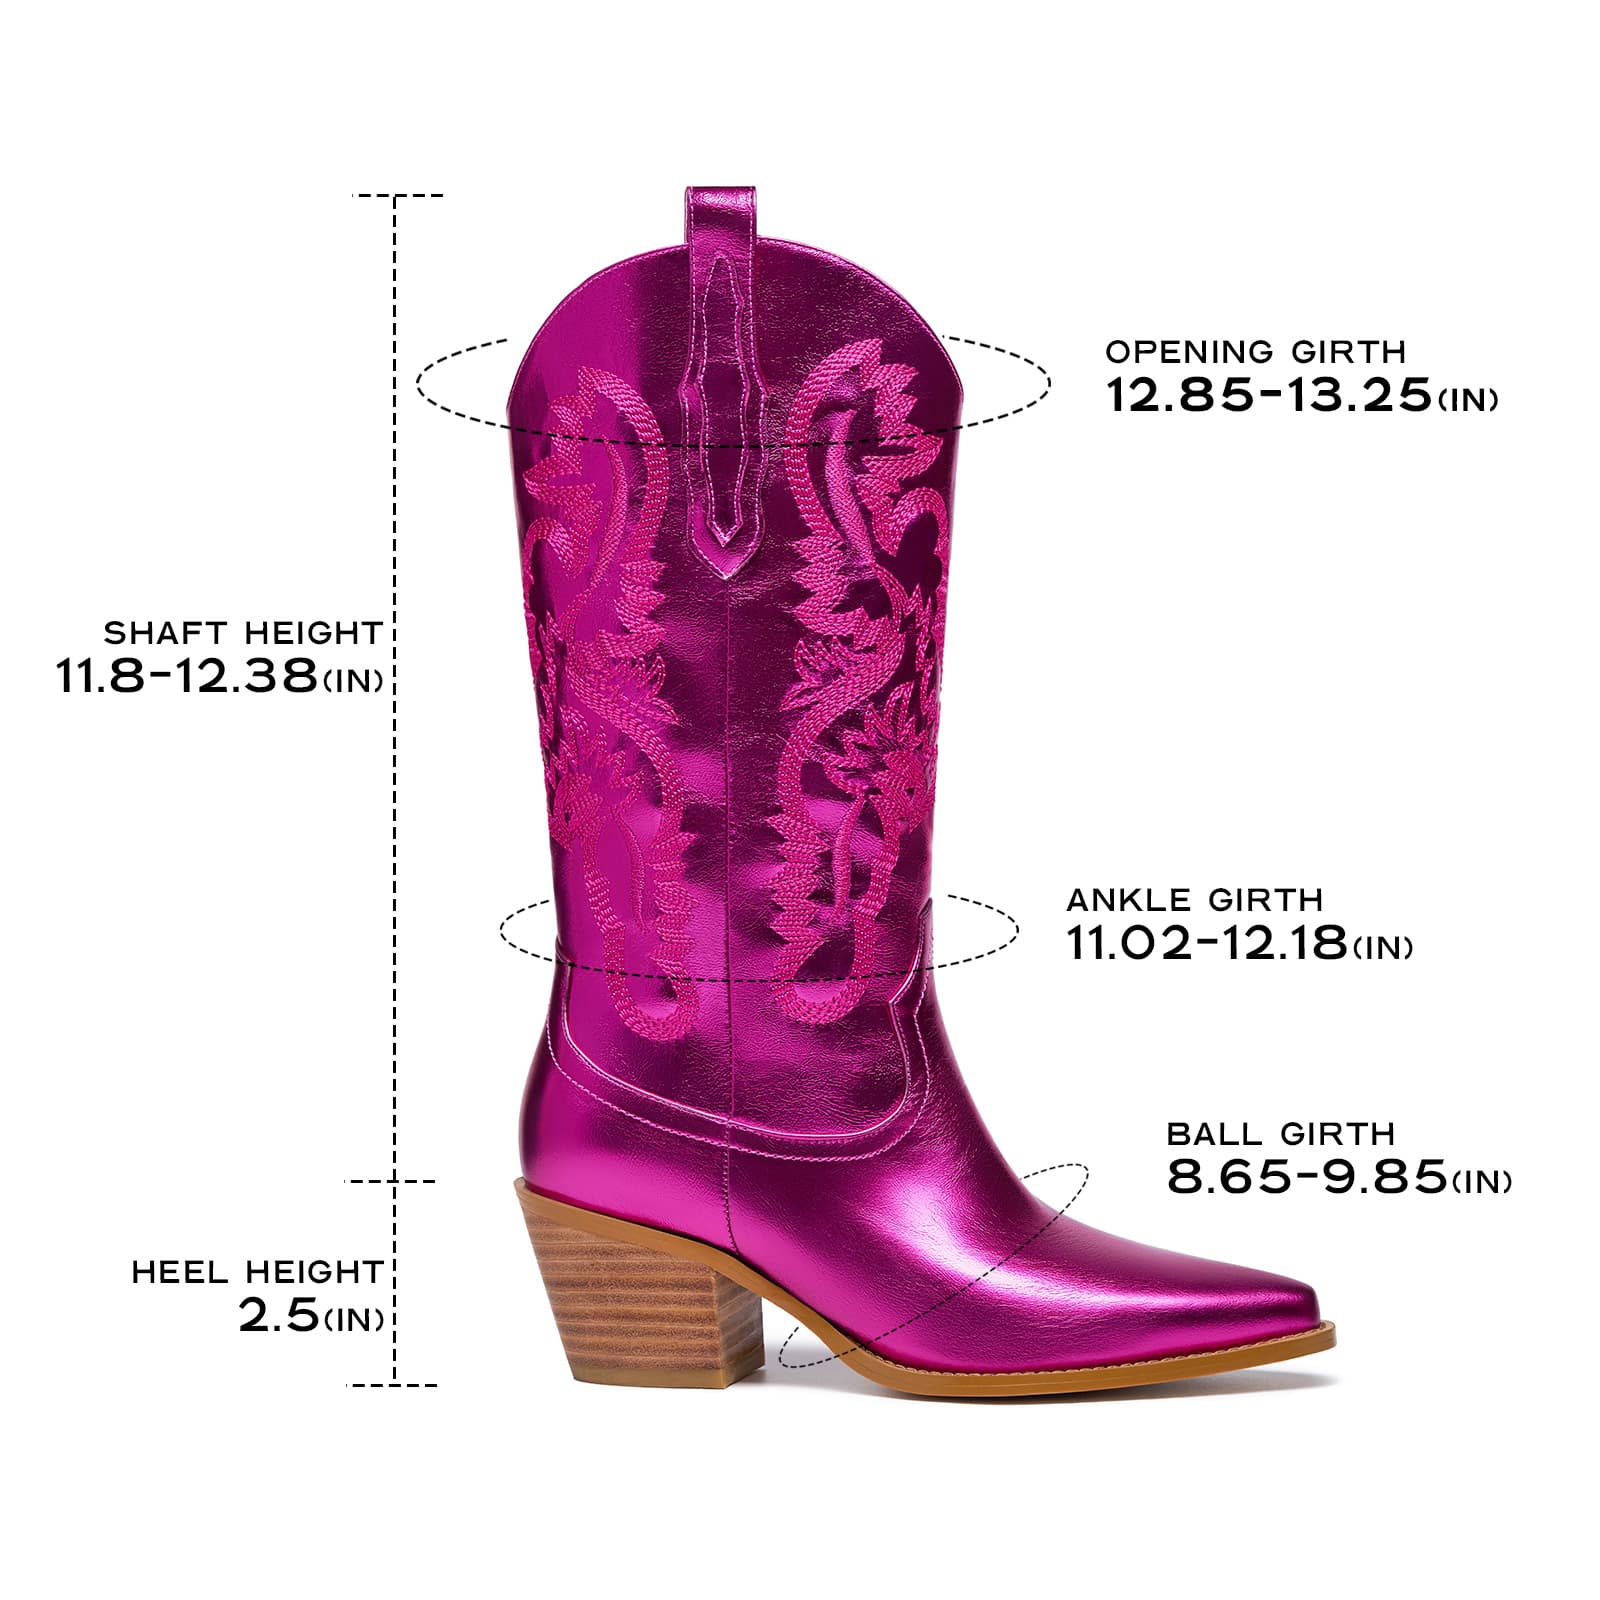 OPENING GIRTH
12.85-13.25(IN)
SHAFT HEIGHT
11.8-12.38(IN)
ANKLE GIRTH
11.02-12.18(IN)
BALL GIRTH
8.65-9.85(IN)
HEEL HEIGHT
2.5(IN)